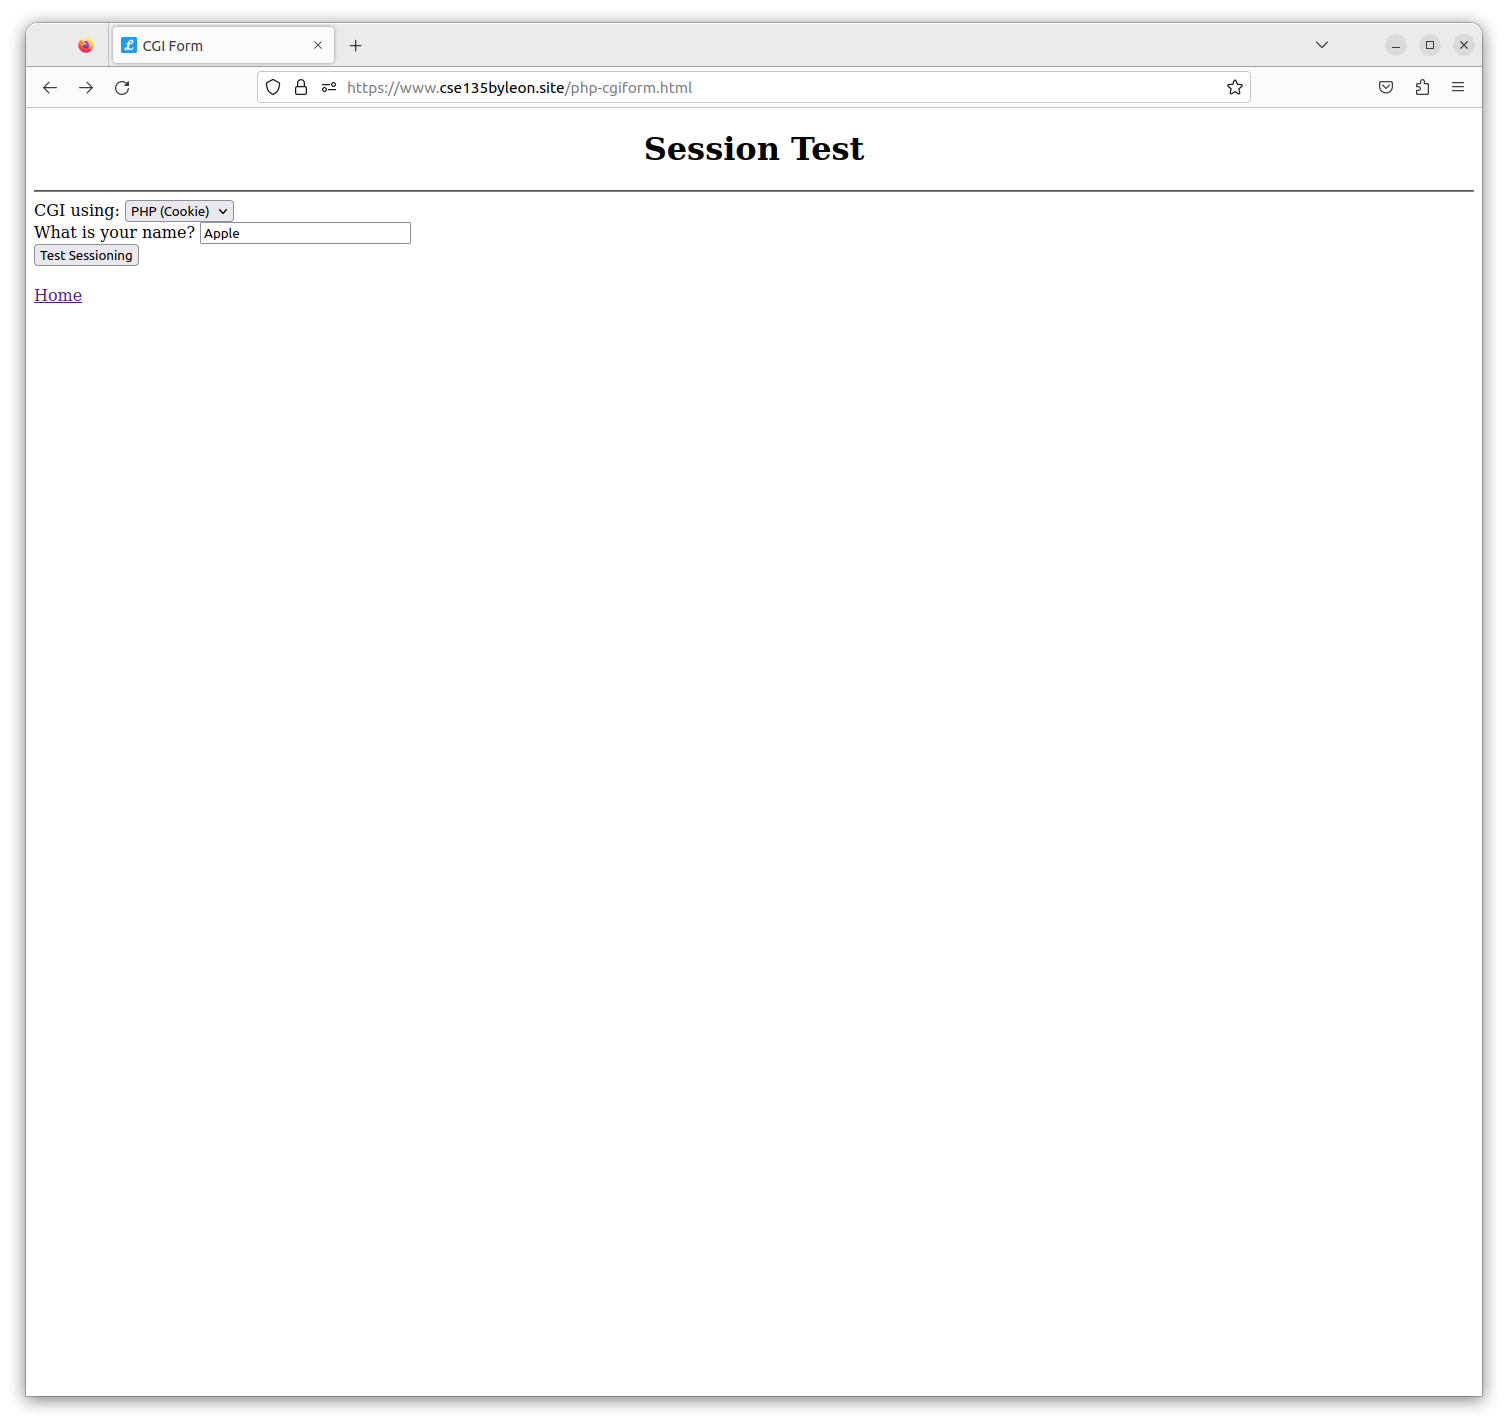 CGI Form
https://www.cse135byleon.site/php-cgiform.html
Session Test
CGI using: PHP (Cookie)
What is your name? Apple
Test Sessioning
Home